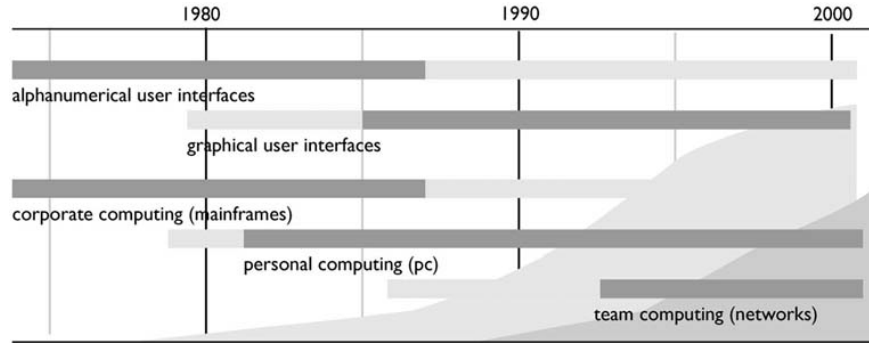 1980 1990 2000
alphanumerical user interfaces
graphical user interfaces
corporate computing (mainframes)
personal computing (pc)
team computing (networks)